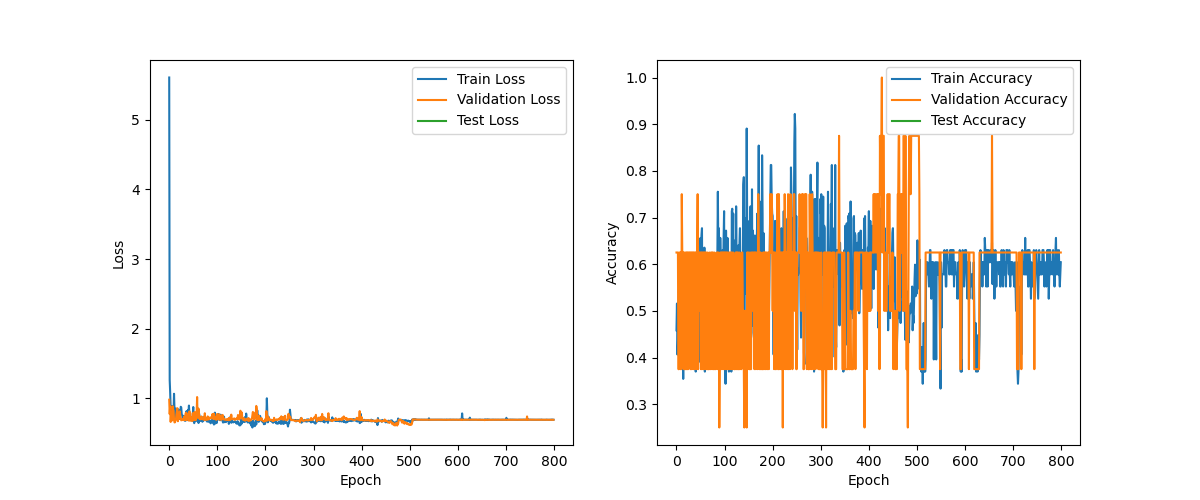 Train Loss
Validation Loss
Test Loss
5
4
3
2
1
Loss
0 100 200 300 400 500 600 700 800
Epoch
Train Accuracy
Validation Accuracy
Test Accuracy
1.0
0.9
0.8
0.7
0.6
0.5
0.4
0.3
Accuracy
0 100 200 300 400 500 600 700 800
Epoch